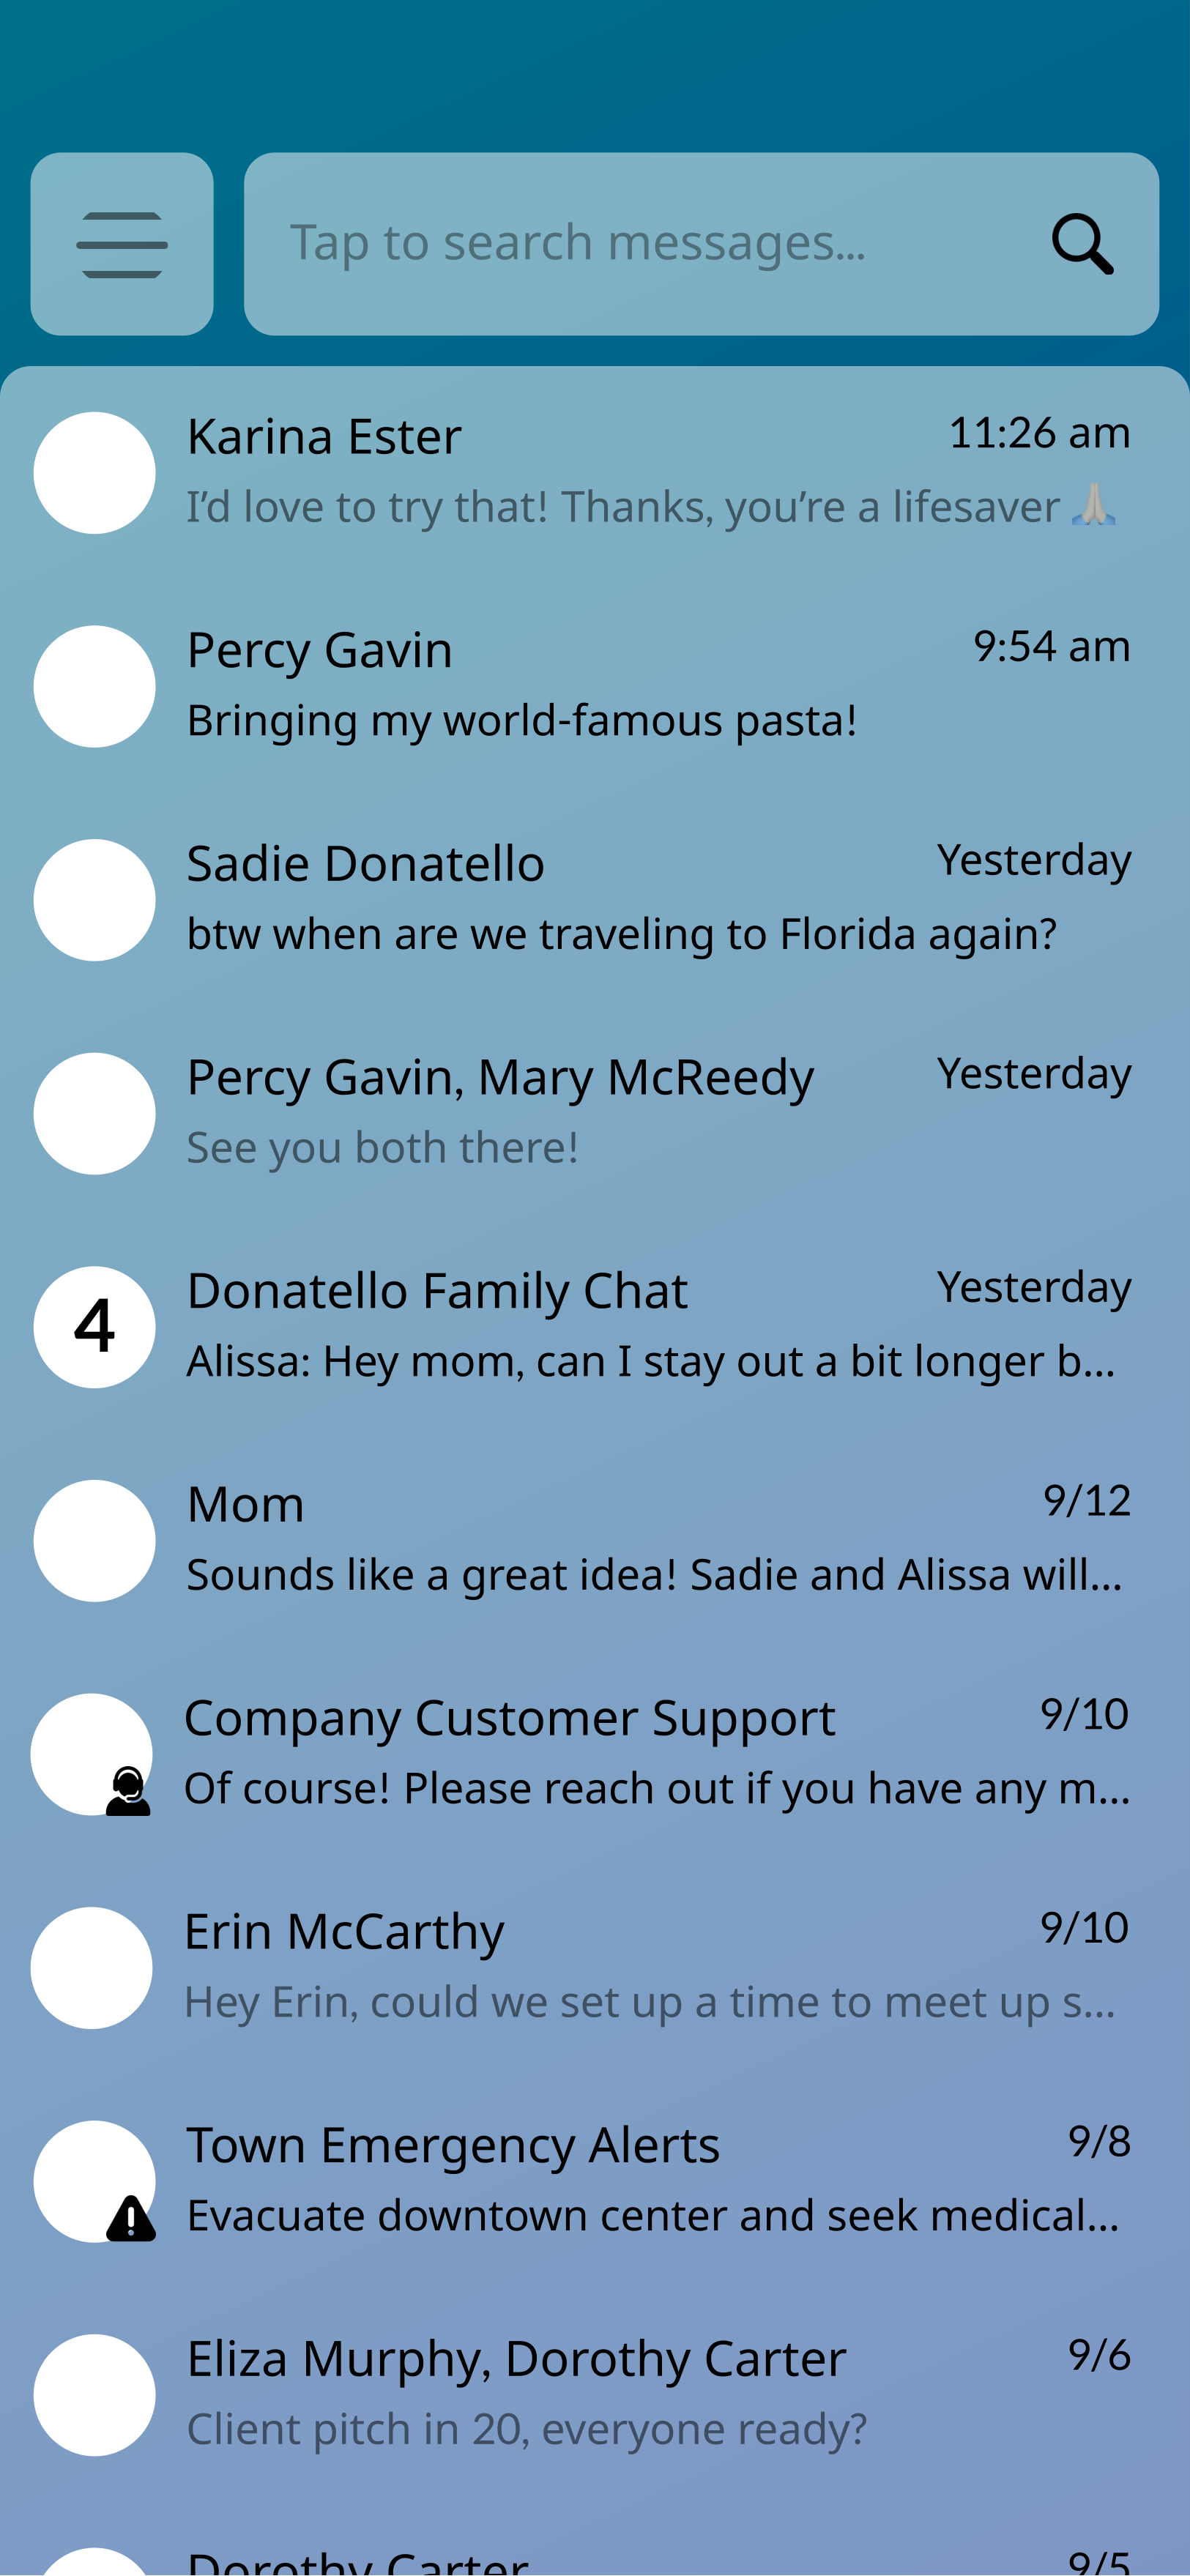 Tap to search messages...
Karina Ester
11:26 am
I’d love to try that! Thanks, you’re a lifesaver 🙏🏻
Percy Gavin
9:54 am
Bringing my world-famous pasta!
Sadie Donatello
Yesterday
btw when are we traveling to Florida again?
Percy Gavin, Mary McReedy
Yesterday
See you both there!
4
Donatello Family Chat
Yesterday
Alissa: Hey mom, can I stay out a bit longer b...
Mom
9/12
Sounds like a great idea! Sadie and Alissa will...
Company Customer Support
9/10
Of course! Please reach out if you have any m...
Erin McCarthy
9/10
Hey Erin, could we set up a time to meet up s...
Town Emergency Alerts
9/8
Evacuate downtown center and seek medical...
Eliza Murphy, Dorothy Carter
9/6
Client pitch in 20, everyone ready?
Dorothy Carter
9/5